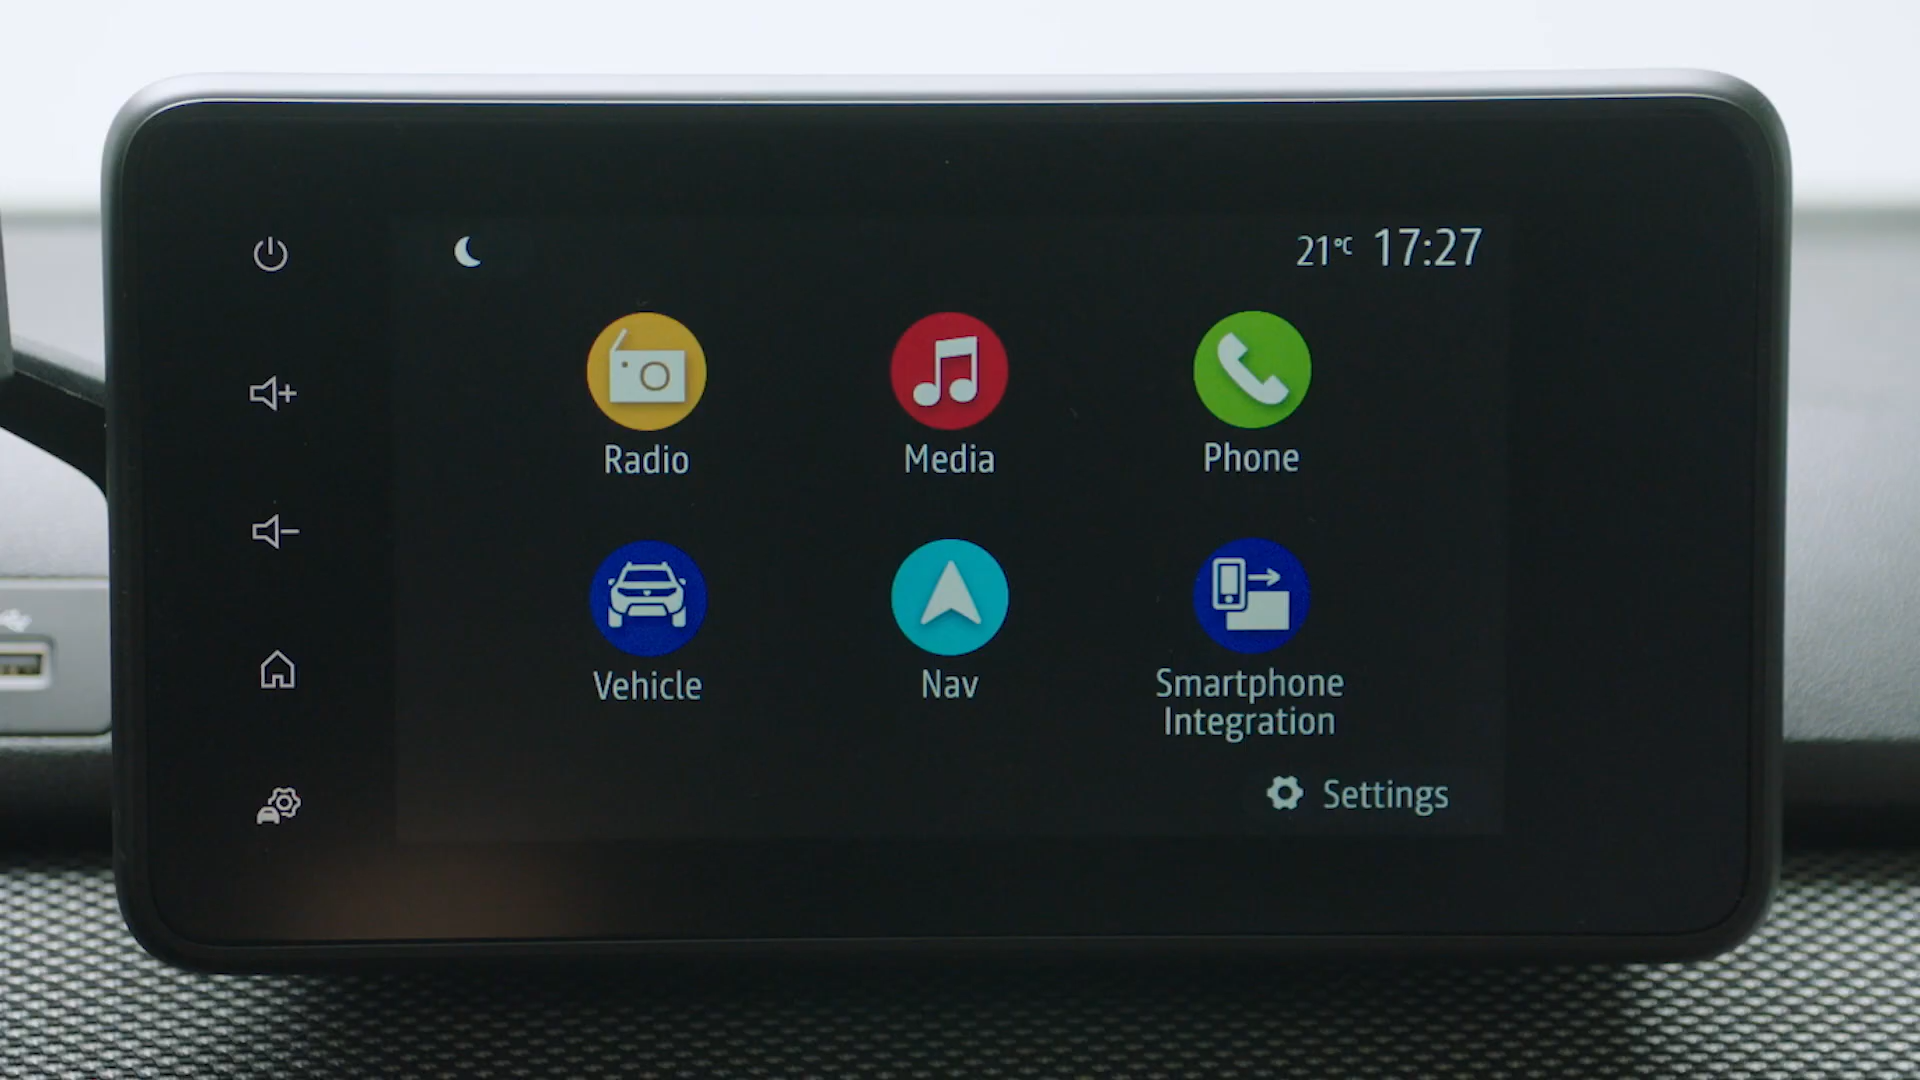 21°C 17:27
Radio
Media
Phone
Vehicle
Nav
Smartphone
Integration
Settings